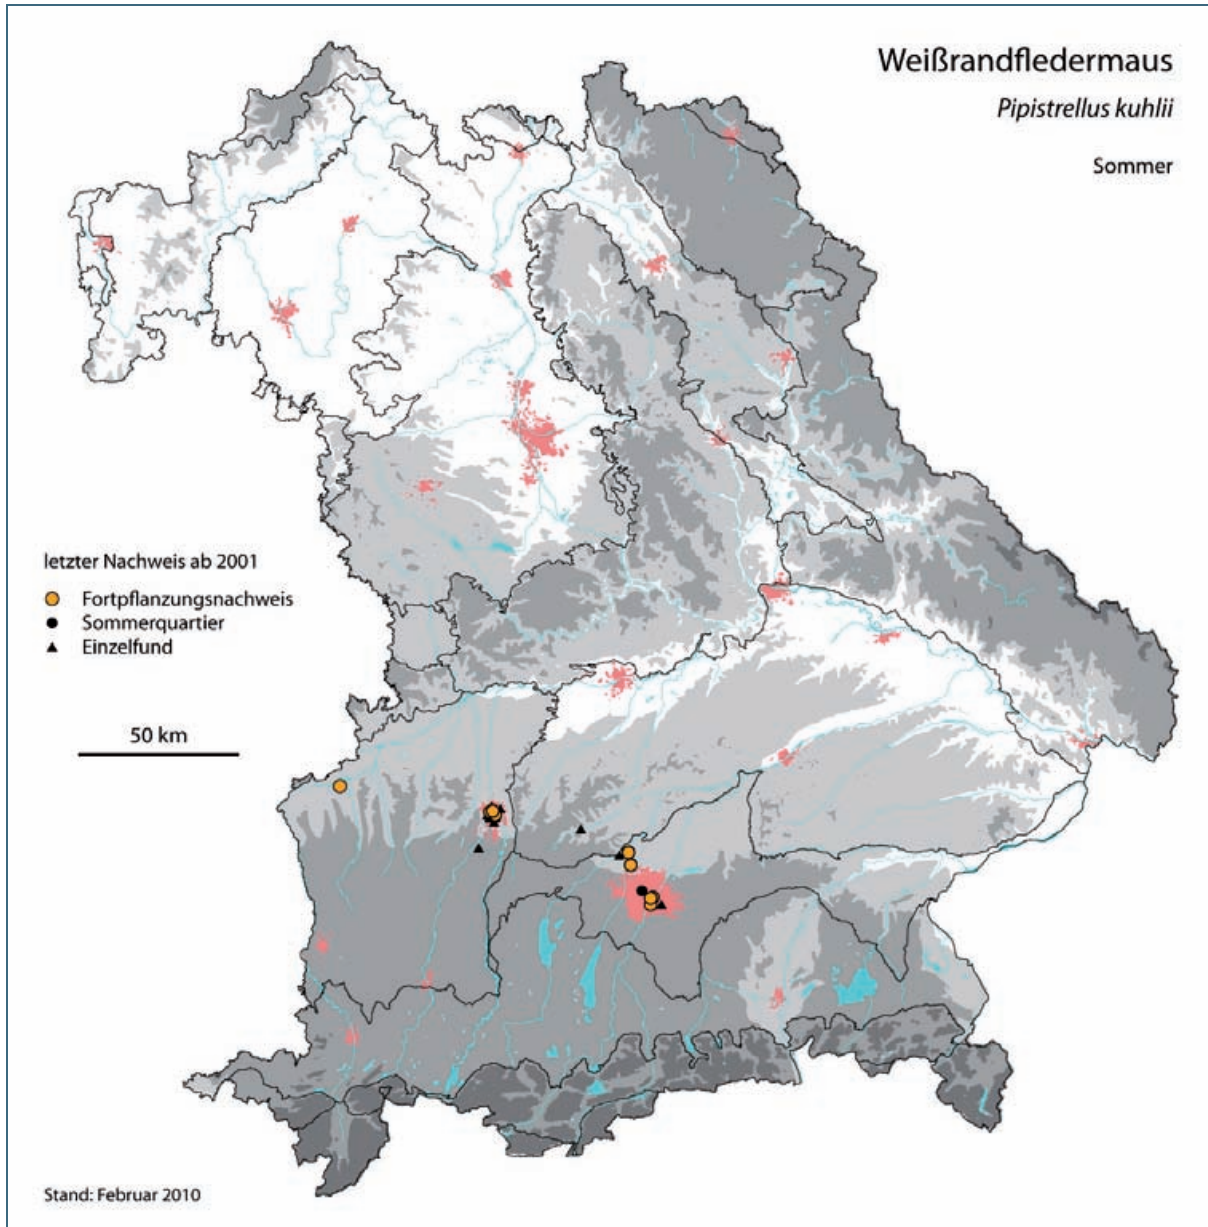 Weißrandfledermaus
Pipistrellus kuhlii
Sommer
letzter Nachweis ab 2001
Fortpflanzungsnachweis
Sommerquartier
Einzelfund
50 km
Stand: Februar 2010